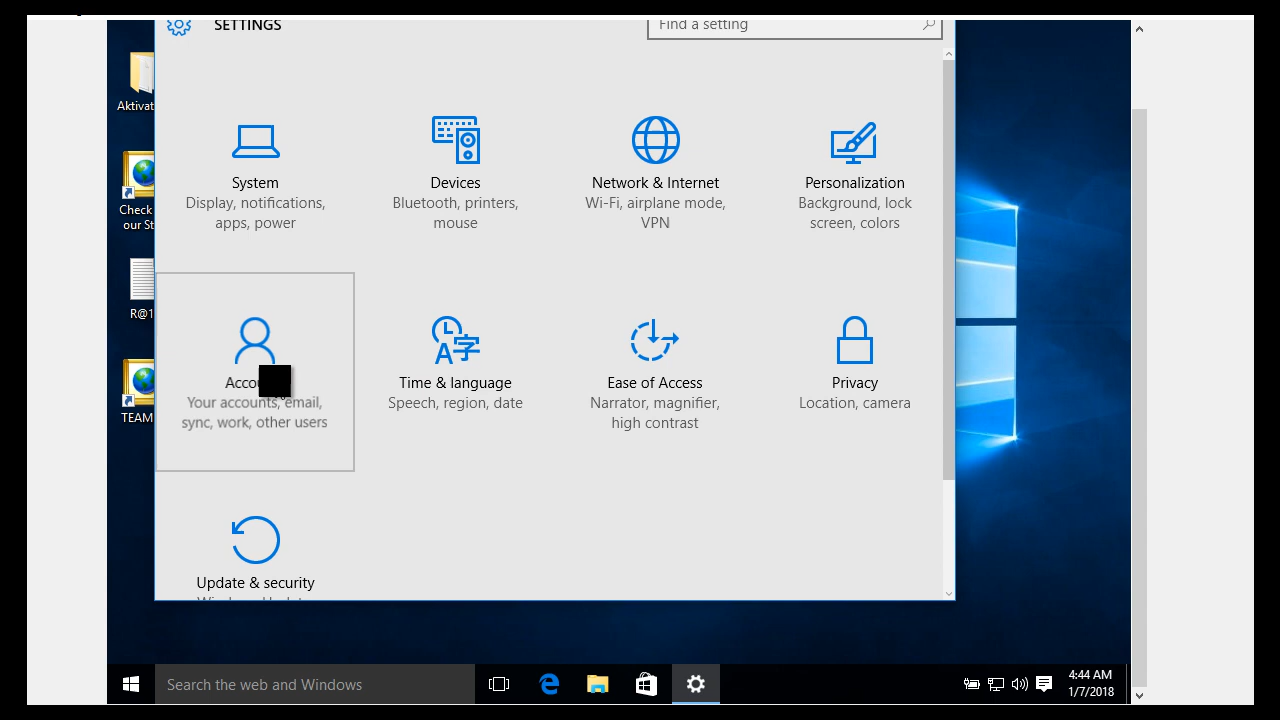 SETTINGS
Find a setting
Aktivat
Check
our St
R@1
TEAM
System
Display, notifications,
apps, power
Devices
Bluetooth, printers,
mouse
Network & Internet
Wi-Fi, airplane mode,
VPN
Personalization
Background, lock
screen, colors
Your accounts, email,
sync, work, other users
Time & language
Speech, region, date
Ease of Access
Narrator, magnifier,
high contrast
Privacy
Location, camera
Update & security
Search the web and Windows
4:44 AM
1/7/2018